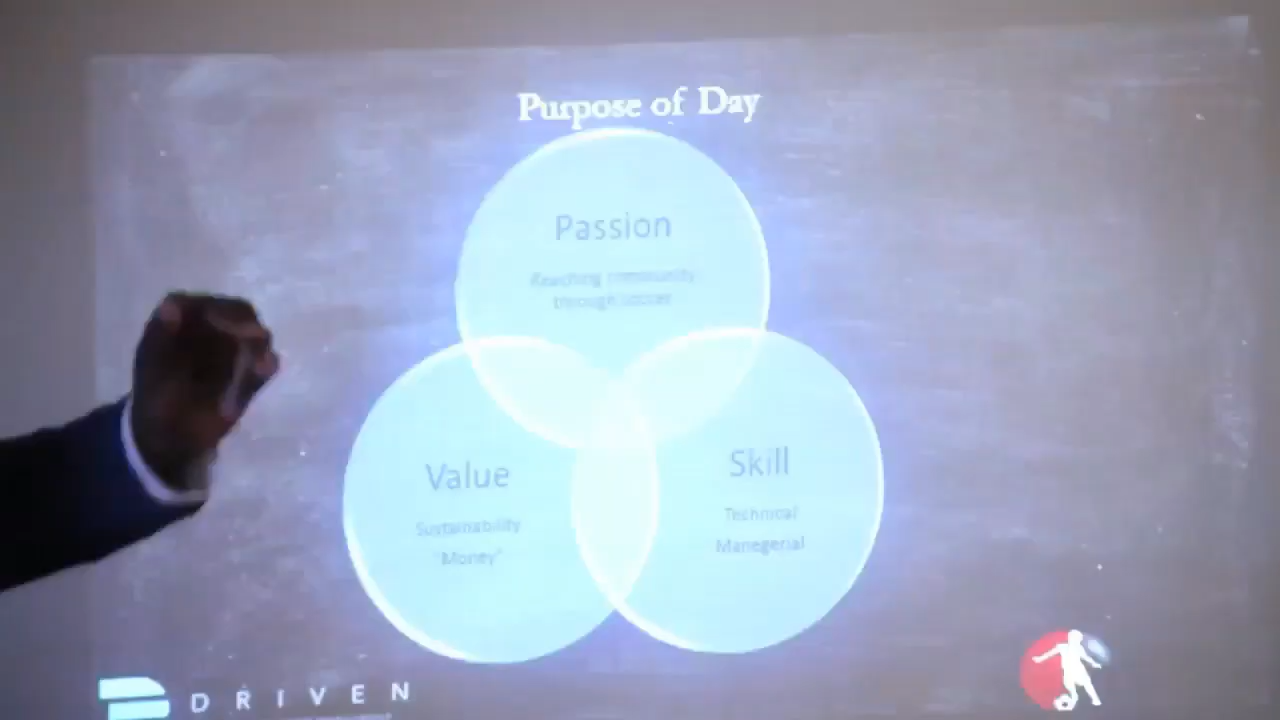 Purpose of Day
Passion
Reaching community
through soccer
Value
Sustainability
"Money"
Skill
Technical
Manegerial
DRIVEN